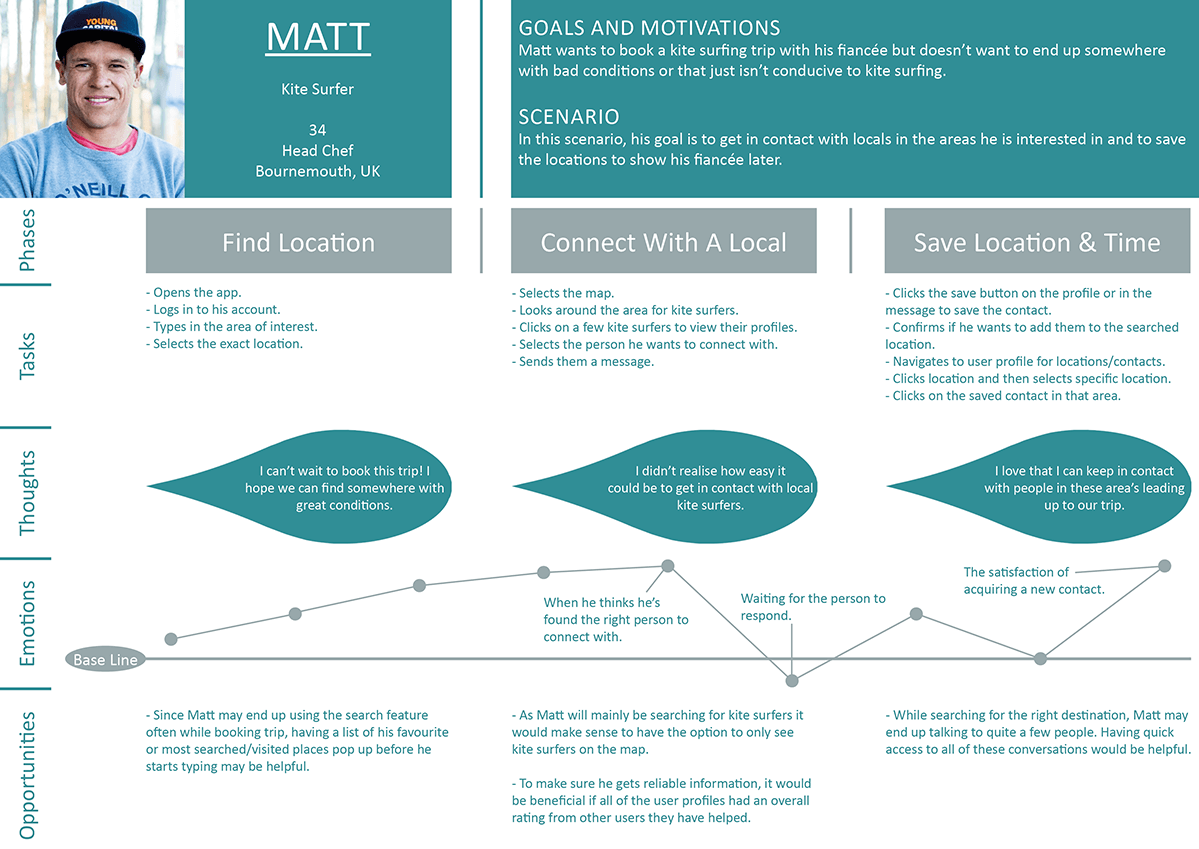 YOUNG
CAPITAL
O'NEILL
MATT
Kite Surfer
34
Head Chef
Bournemouth, UK
GOALS AND MOTIVATIONS
Matt wants to book a kite surfing trip with his fiancée but doesn't want to end up somewhere
with bad conditions or that just isn't conducive to kite surfing.
SCENARIO
In this scenario, his goal is to get in contact with locals in the areas he is interested in and to save
the locations to show his fiancée later.
Phases
Find Location
Connect With A Local
Save Location & Time
Tasks
- Opens the app.
- Logs in to his account.
- Types in the area of interest.
- Selects the exact location.
- Selects the map.
- Looks around the area for kite surfers.
- Clicks on a few kite surfers to view their profiles.
- Selects the person he wants to connect with.
- Sends them a message.
- Clicks the save button on the profile or in the
message to save the contact.
- Confirms if he wants to add them to the searched
location.
- Navigates to user profile for locations/contacts.
- Clicks location and then selects specific location.
- Clicks on the saved contact in that area.
Thoughts
I can't wait to book this trip! I
hope we can find somewhere with
great conditions.
I didn't realise how easy it
could be to get in contact with local
kite surfers.
I love that I can keep in contact
with people in these area's leading
up to our trip.
Emotions
Base Line
When he thinks he's
found the right person to
connect with.
Waiting for the person to
respond.
The satisfaction of
acquiring a new contact.
Opportunities
- Since Matt may end up using the search feature
often while booking trip, having a list of his favourite
or most searched/visited places pop up before he
starts typing may be helpful.
- As Matt will mainly be searching for kite surfers it
would make sense to have the option to only see
kite surfers on the map.
- To make sure he gets reliable information, it would
be beneficial if all of the user profiles had an overall
rating from other users they have helped.
- While searching for the right destination, Matt may
end up talking to quite a few people. Having quick
access to all of these conversations would be helpful.